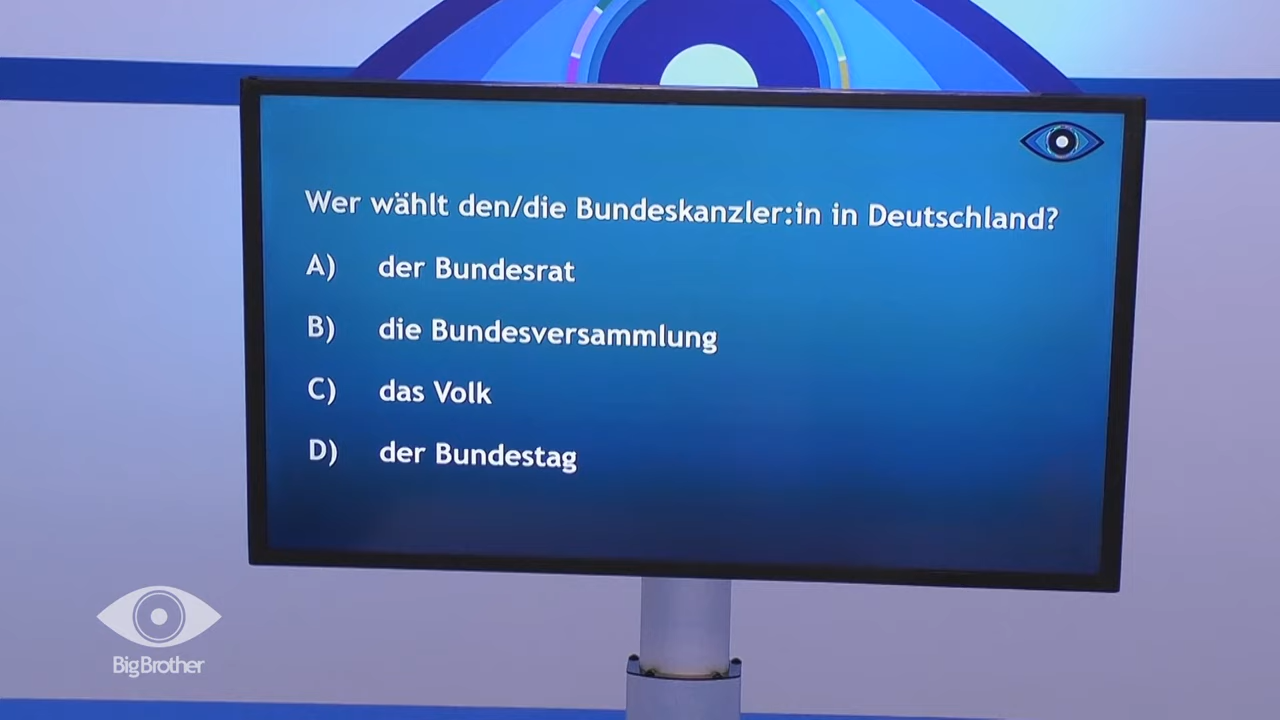 Wer wählt den/die Bundeskanzler:in in Deutschland?
A) der Bundesrat
B) die Bundesversammlung
C) das Volk
D) der Bundestag
BigBrother